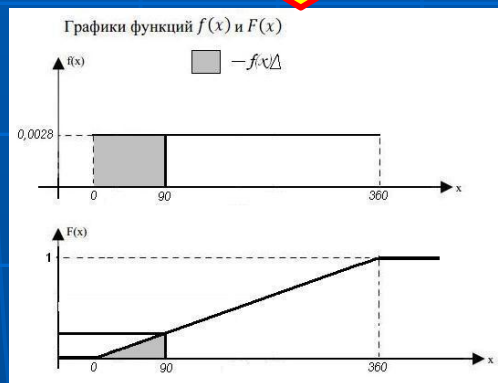 Графики функций f(x) и F(x)
f(x)
– f(x)Δ
0,0028
0
90
360
x
F(x)
1
0
90
360
x